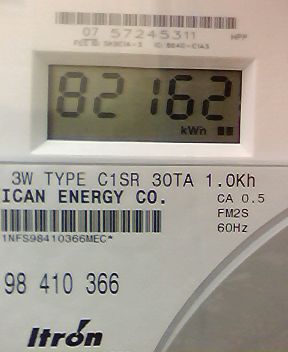 07 57245311
82162
kWh
3W TYPE C1SR 30TA 1.0Kh
ICAN ENERGY CO.
CA 0.5
FM2S
60Hz
1NFS98410366MEC*
98 410 366
Itrón